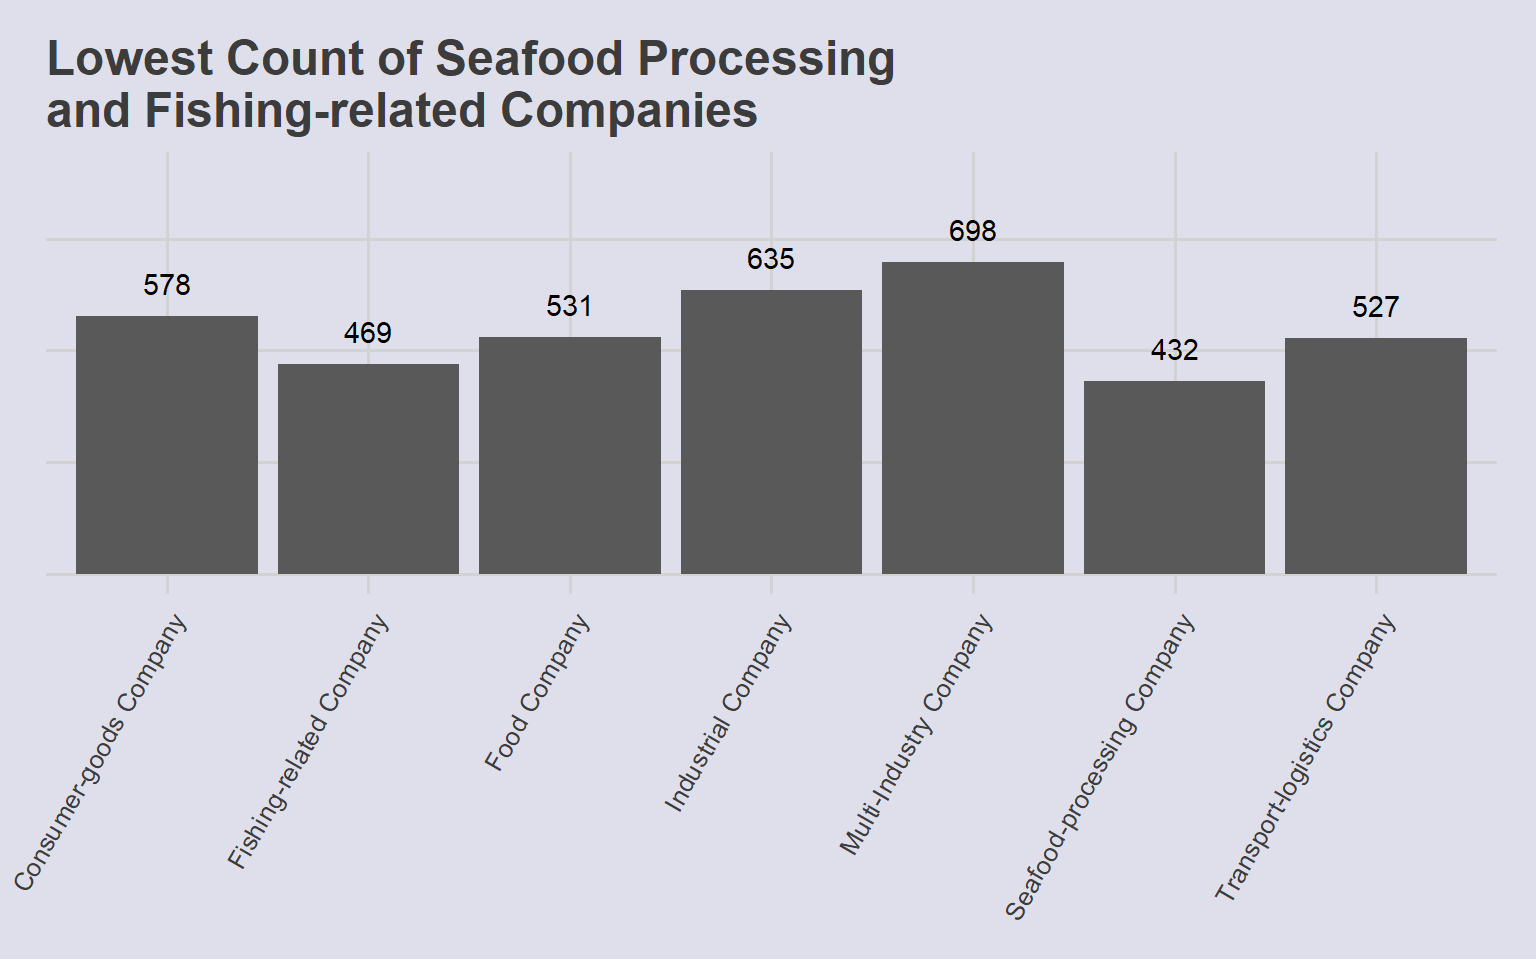 Lowest Count of Seafood Processing
and Fishing-related Companies
578
469
531
635
698
432
527
Consumer-goods Company
Fishing-related Company
Food Company
Industrial Company
Multi-Industry Company
Seafood-processing Company
Transport-logistics Company